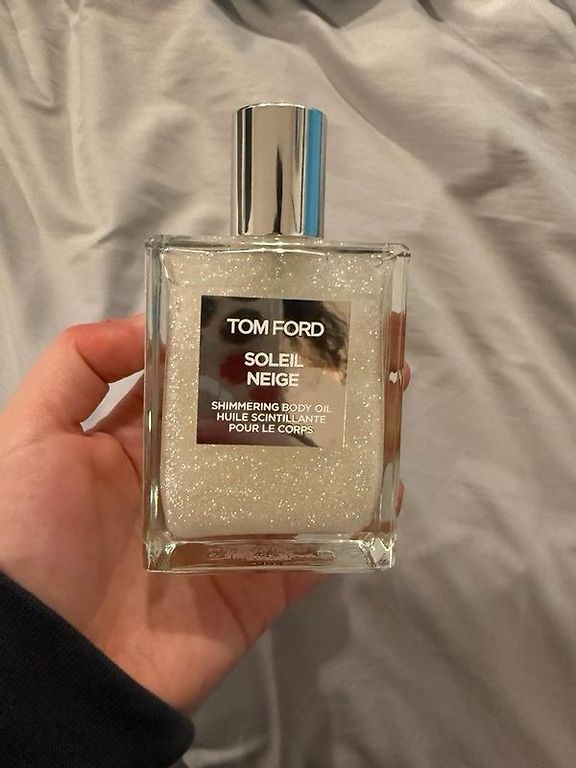 TOM FORD
SOLEIL
NEIGE
SHIMMERING BODY OIL
HUILE SCINTILLANTE
POUR LE CORPS